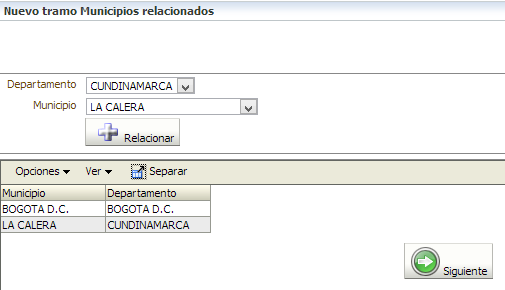 Nuevo tramo Municipios relacionados
Departamento CUNDINAMARCA
Municipio LA CALERA
Relacionar
Opciones Ver Separar
Municipio Departamento
BOGOTA D.C. BOGOTA D.C.
LA CALERA CUNDINAMARCA
Siguiente